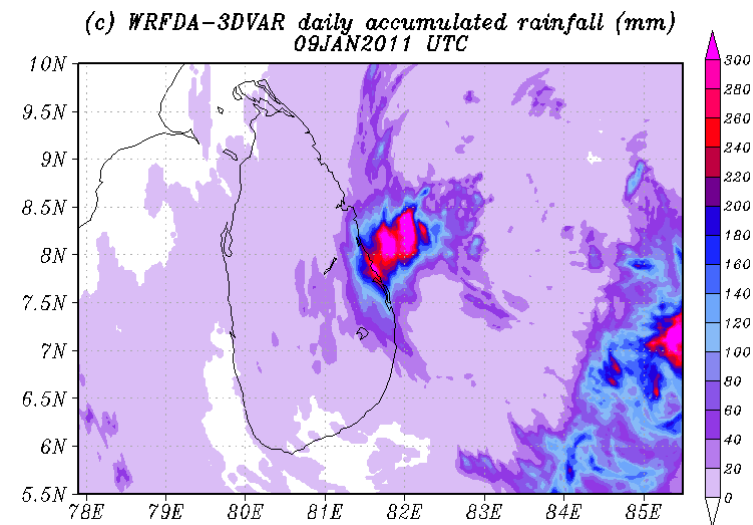 (c) WRFDA-3DVAR daily accumulated rainfall (mm)
09JAN2011 UTC
10N
9.5N
9N
8.5N
8N
7.5N
7N
6.5N
6N
5.5N
78E 79E 80E 81E 82E 83E 84E 85E
300
280
260
240
220
200
180
160
140
120
100
80
60
40
20
0